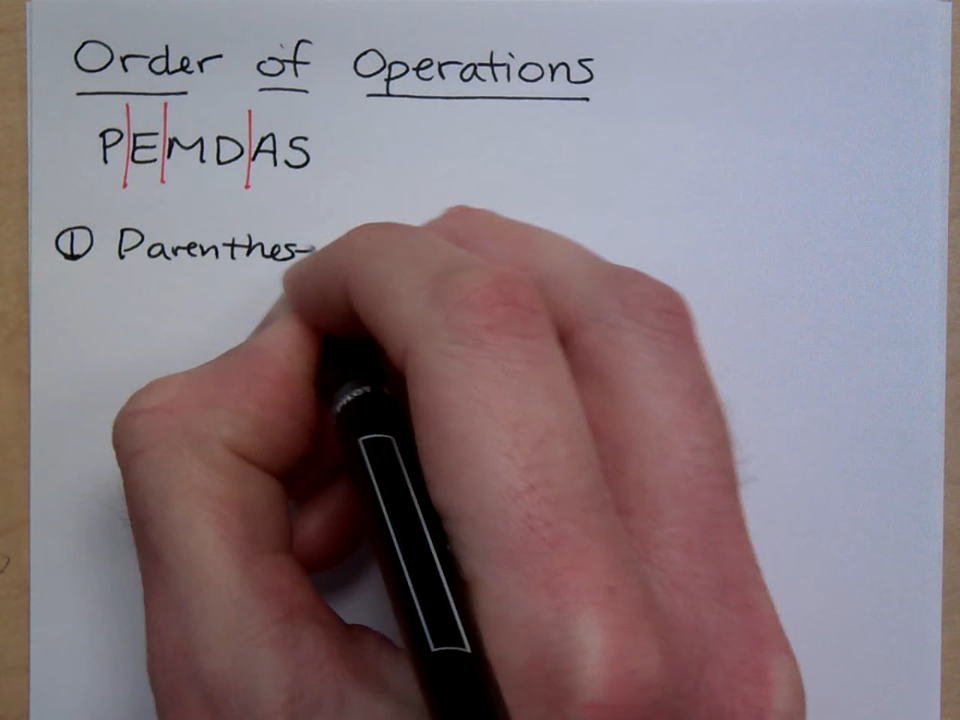 Order of Operations
PEMDAS
① Parenthes